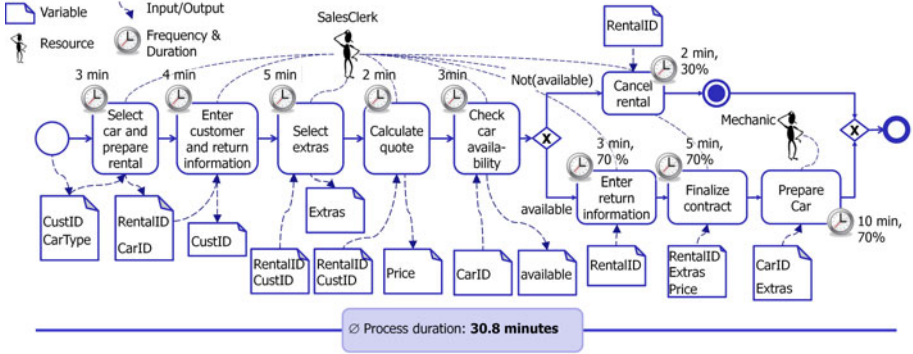 Variable
Input/Output
Resource
Frequency &
Duration
SalesClerk
RentalID
3 min
4 min
5 min
2 min
3min
Not(available)
2 min,
30%
Select
car and
prepare
rental
Enter
customer
and return
information
Select
extras
Calculate
quote
Check
car
availa-
bility
X
Cancel
rental
Mechanic
X
3 min,
70 %
5 min,
70%
Enter
return
information
Finalize
contract
Prepare
Car
available
10 min,
70%
CustID
CarType
RentalID
CarID
CustID
Extras
RentalID
CustID
RentalID
CustID
Price
CarID
available
RentalID
RentalID
Extras
Price
CarID
Extras
∅ Process duration: 30.8 minutes